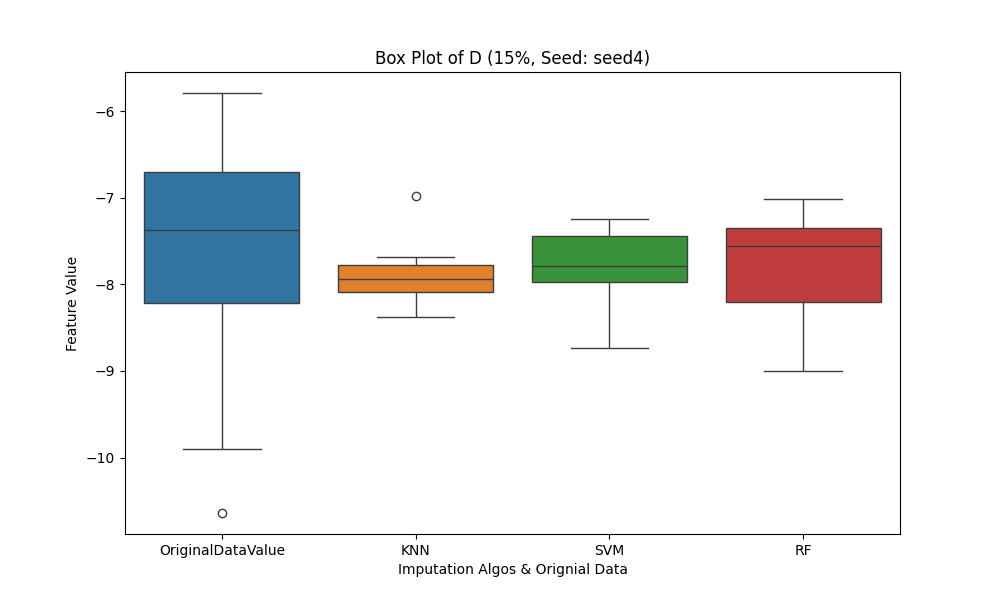 Box Plot of D (15%, Seed: seed4)
−6
−7
−8
−9
−10
Feature Value
OriginalDataValue KNN SVM RF
Imputation Algos & Orignial Data